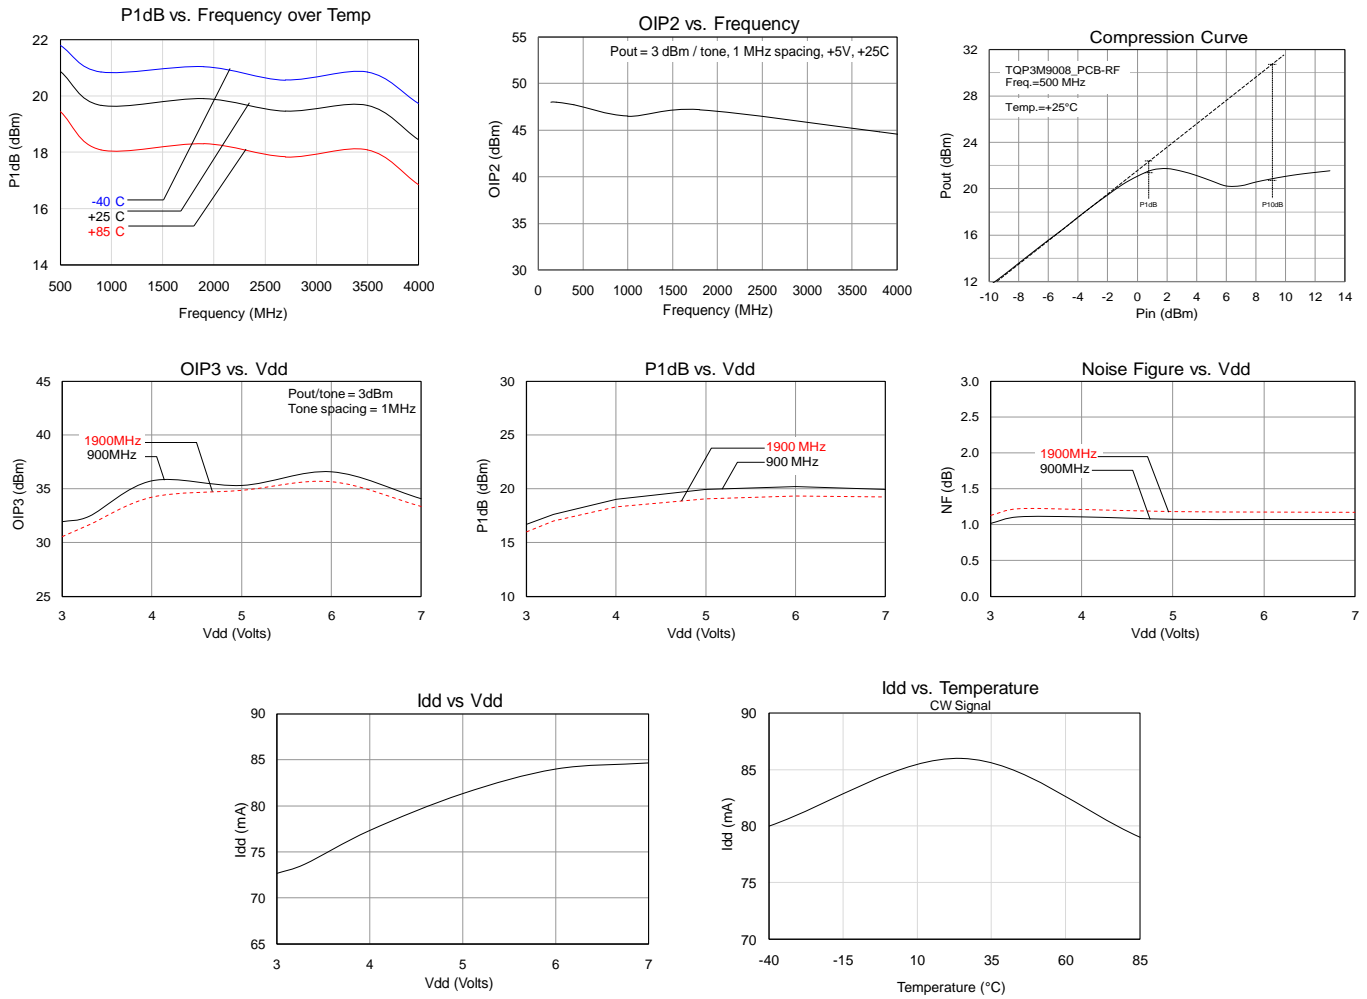 P1dB vs. Frequency over Temp
22
20
18
16
14
P1dB (dBm)
-40 C
+25 C
+85 C
500 1000 1500 2000 2500 3000 3500 4000
Frequency (MHz)
OIP2 vs. Frequency
Pout = 3 dBm / tone, 1 MHz spacing, +5V, +25C
55
50
45
40
35
30
OIP2 (dBm)
0 500 1000 1500 2000 2500 3000 3500 4000
Frequency (MHz)
Compression Curve
TQP3M9008_PCB-RF
Freq.=500 MHz
Temp.=+25°C
32
28
24
20
16
12
Pout (dBm)
P1dB
P10dB
-10 -8 -6 -4 -2 0 2 4 6 8 10 12 14
Pin (dBm)
OIP3 vs. Vdd
Pout/tone = 3dBm
Tone spacing = 1MHz
45
40
35
30
25
OIP3 (dBm)
1900MHz
900MHz
3 4 5 6 7
Vdd (Volts)
P1dB vs. Vdd
30
25
20
15
10
P1dB (dBm)
1900 MHz
900 MHz
3 4 5 6 7
Vdd (Volts)
Noise Figure vs. Vdd
3.0
2.5
2.0
1.5
1.0
0.5
0.0
NF (dB)
1900MHz
900MHz
3 4 5 6 7
Vdd (Volts)
Idd vs Vdd
90
85
80
75
70
65
Idd (mA)
3 4 5 6 7
Vdd (Volts)
Idd vs. Temperature
CW Signal
90
85
80
75
70
Idd (mA)
-40 -15 10 35 60 85
Temperature (°C)